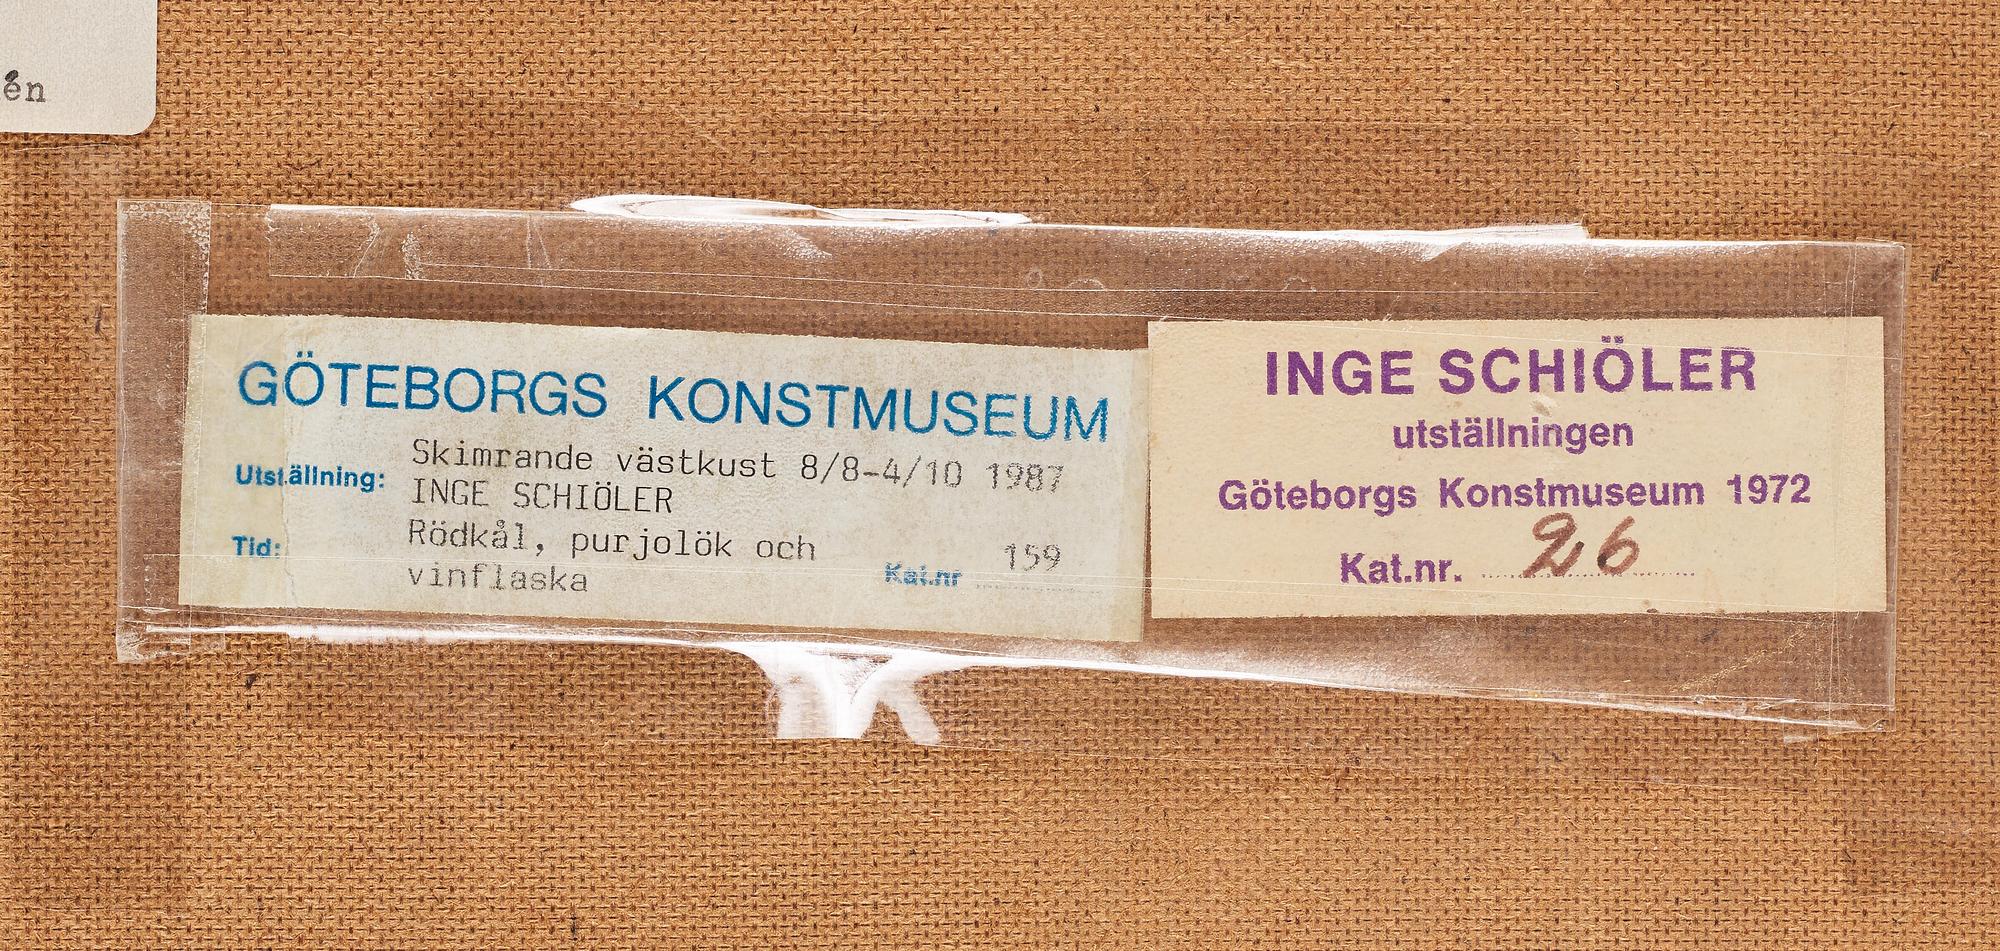 én
GÖTEBORGS KONSTMUSEUM
Utställning: Skimrande västkust 8/8-4/10 1987
INGE SCHIÖLER
Tid: Rödkål, purjolök och
vinflaska Kat.nr 159
INGE SCHIÖLER
utställningen
Göteborgs Konstmuseum 1972
Kat.nr. 26